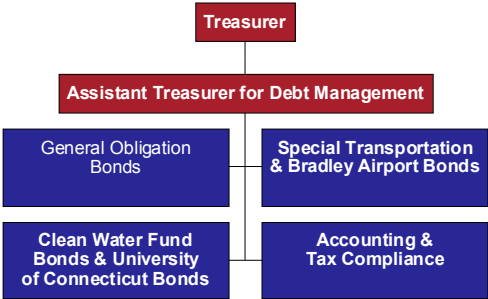 Treasurer
Assistant Treasurer for Debt Management
General Obligation
Bonds
Special Transportation
& Bradley Airport Bonds
Clean Water Fund
Bonds & University
of Connecticut Bonds
Accounting &
Tax Compliance